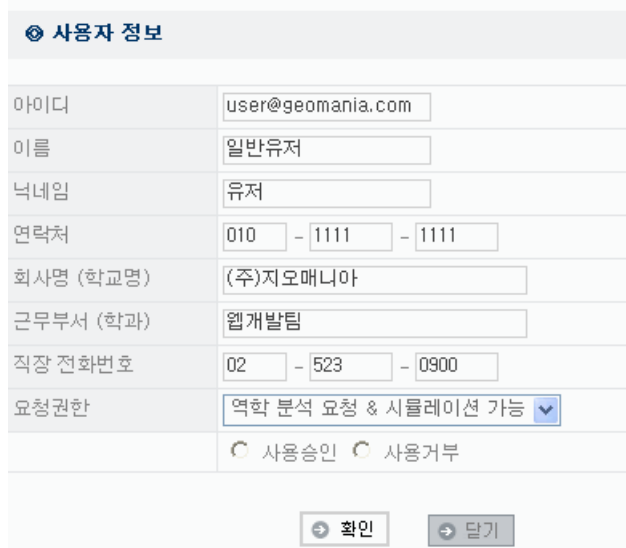 사용자 정보
아이디 user@geomania.com
이름 일반유저
닉네임 유저
연락처 010 - 1111 - 1111
회사명 (학교명) (주)지오매니아
근무부서 (학과) 웹개발팀
직장 전화번호 02 - 523 - 0900
요청권한 역학 분석 요청 & 시뮬레이션 가능
사용승인 사용거부
확인 닫기